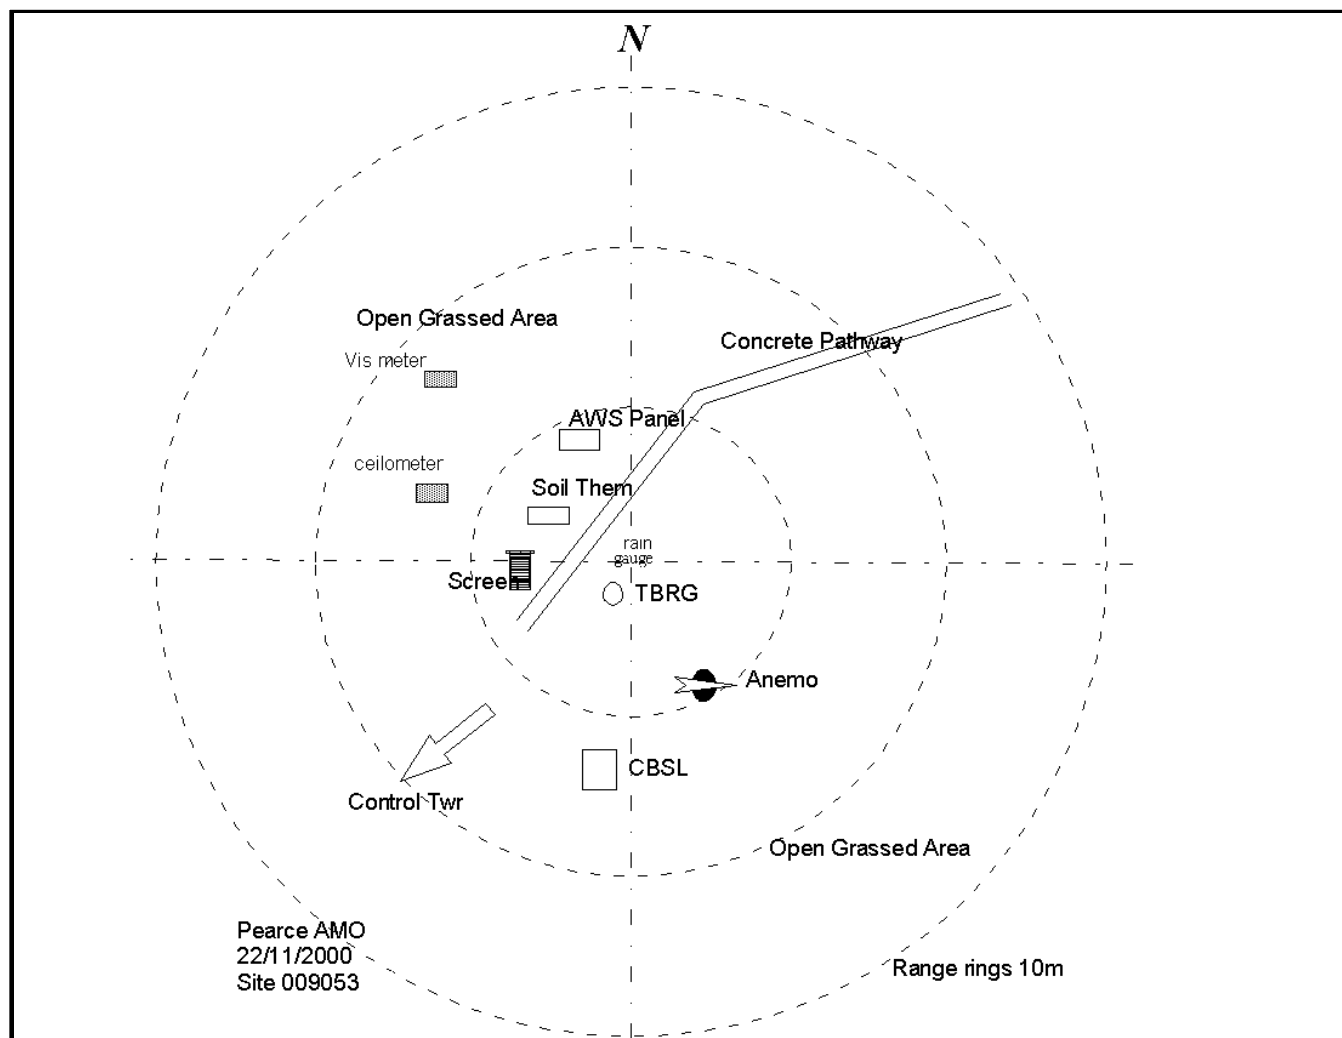 N
Open Grassed Area
Concrete Pathway
Vis meter
AWS Panel
ceilometer
Soil Them
rain
gauge
Screen
TBRG
Anemo
CBSL
Control Twr
Open Grassed Area
Pearce AMO
22/11/2000
Site 009053
Range rings 10m